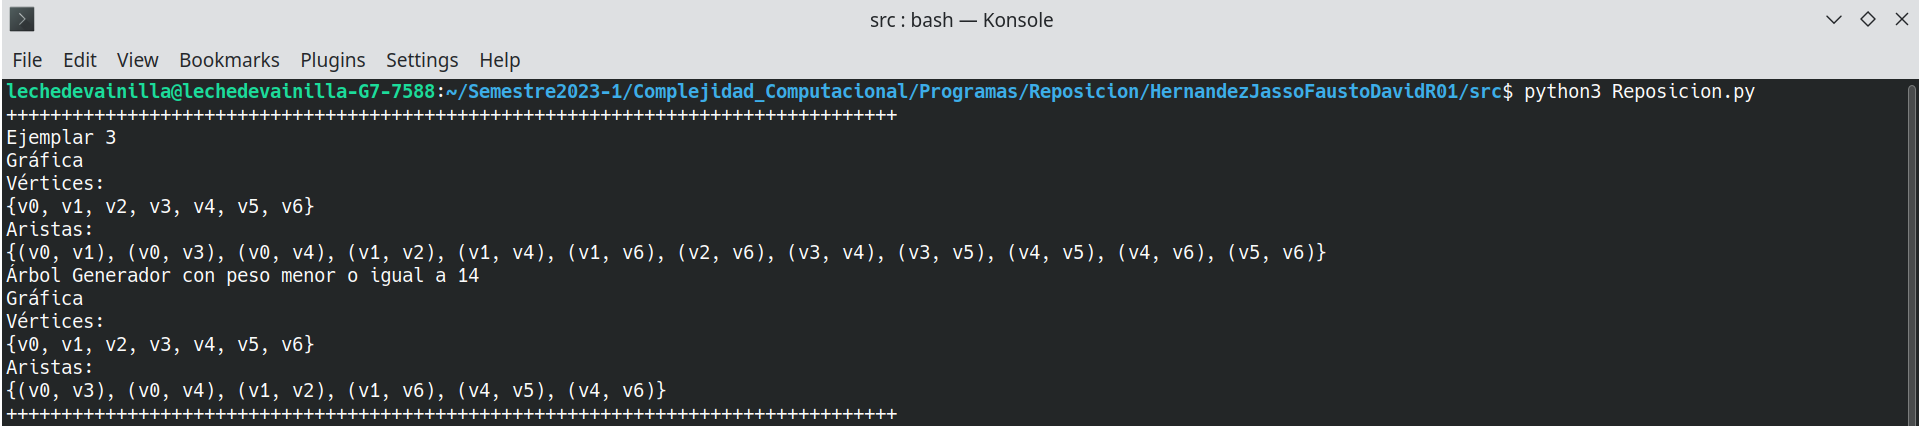 src : bash — Konsole
File Edit View Bookmarks Plugins Settings Help
lechedevainilla@lechedevainilla-G7-7588:~/Semestre2023-1/Complejidad_Computacional/Programas/Reposicion/HernandezJassoFaustoDavidR01/src$ python3 Reposicion.py
+++++++++++++++++++++++++++++++++++++++++++++++++++++++++++++++++++++++++++++++++
Ejemplar 3
Gráfica
Vértices:
{v0, v1, v2, v3, v4, v5, v6}
Aristas:
{(v0, v1), (v0, v3), (v0, v4), (v1, v2), (v1, v4), (v1, v6), (v2, v6), (v3, v4), (v3, v5), (v4, v5), (v4, v6), (v5, v6)}
Árbol Generador con peso menor o igual a 14
Gráfica
Vértices:
{v0, v1, v2, v3, v4, v5, v6}
Aristas:
{(v0, v3), (v0, v4), (v1, v2), (v1, v6), (v4, v5), (v4, v6)}
+++++++++++++++++++++++++++++++++++++++++++++++++++++++++++++++++++++++++++++++++